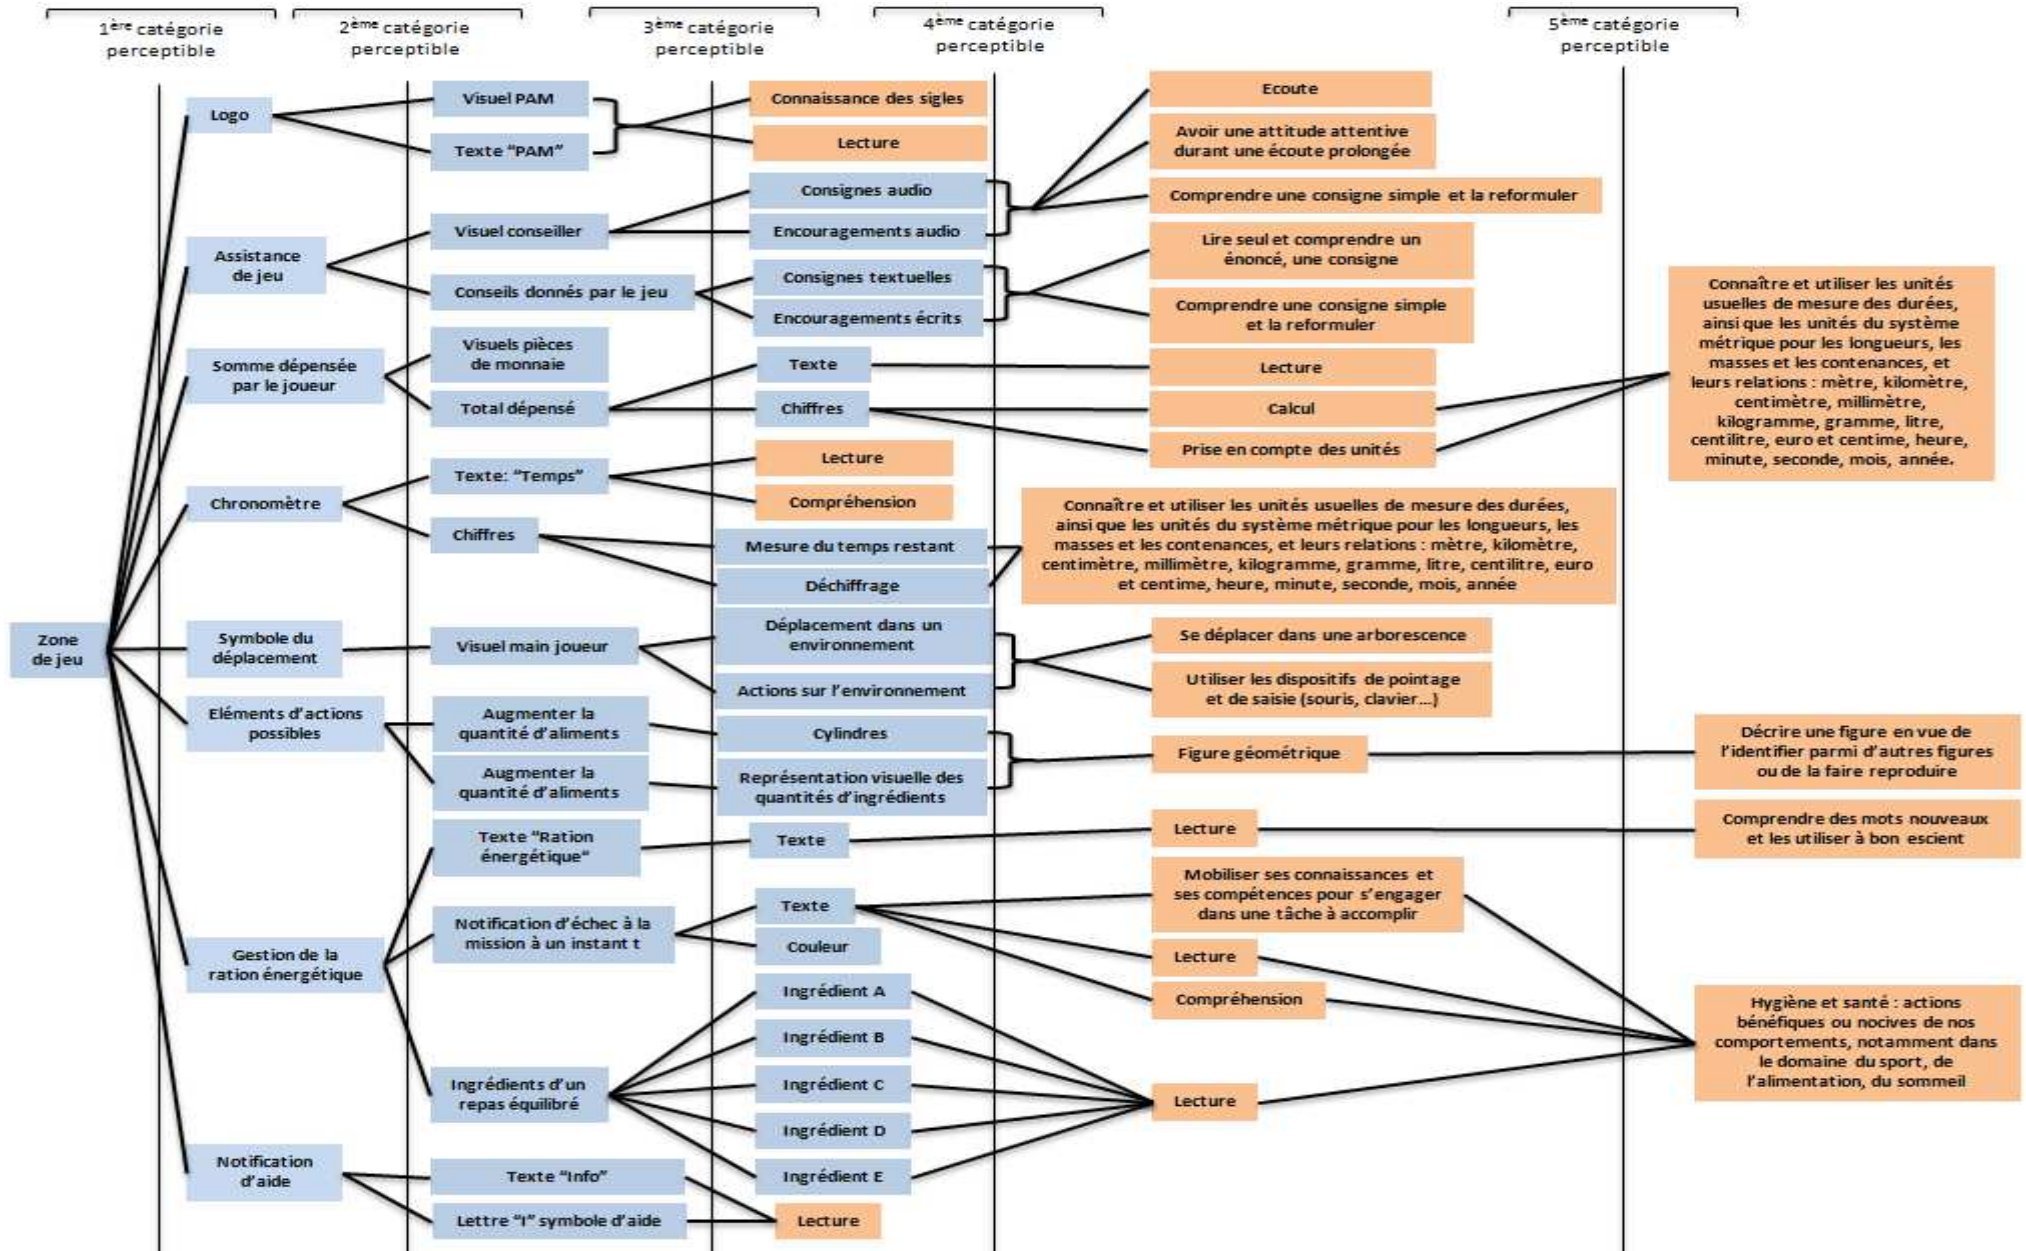 1ère catégorie
perceptible
2ème catégorie
perceptible
3ème catégorie
perceptible
4ème catégorie
perceptible
5ème catégorie
perceptible
Zone
de jeu
Logo
Assistance
de jeu
Somme dépensée
par le joueur
Chronomètre
Symbole du
déplacement
Eléments d’actions
possibles
Gestion de la
ration énergétique
Notification
d’aide
Visuel PAM
Texte “PAM”
Visuel conseiller
Conseils donnés par le jeu
Visuels pièces
de monnaie
Total dépensé
Texte: “Temps”
Chiffres
Visuel main joueur
Augmenter la
quantité d’aliments
Augmenter la
quantité d’aliments
Texte “Ration
énergétique”
Notification d’échec à la
mission à un instant t
Ingrédients d’un
repas équilibré
Texte “Info”
Lettre “I” symbole d’aide
Connaissance des sigles
Lecture
Consignes audio
Encouragements audio
Consignes textuelles
Encouragements écrits
Texte
Chiffres
Lecture
Compréhension
Mesure du temps restant
Déchiffrage
Déplacement dans un
environnement
Actions sur l’environnement
Cylindres
Représentation visuelle des
quantités d’ingrédients
Texte
Texte
Couleur
Ingrédient A
Ingrédient B
Ingrédient C
Ingrédient D
Ingrédient E
Lecture
Ecoute
Avoir une attitude attentive
durant une écoute prolongée
Comprendre une consigne simple et la reformuler
Lire seul et comprendre un
énoncé, une consigne
Comprendre une consigne simple
et la reformuler
Lecture
Calcul
Prise en compte des unités
Connaître et utiliser les unités usuelles de mesure des durées,
ainsi que les unités du système métrique pour les longueurs, les
masses et les contenances, et leurs relations : mètre, kilomètre,
centimètre, millimètre, kilogramme, gramme, litre, centilitre, euro
et centime, heure, minute, seconde, mois, année
Se déplacer dans une arborescence
Utiliser les dispositifs de pointage
et de saisie (souris, clavier...)
Figure géométrique
Lecture
Mobiliser ses connaissances et
ses compétences pour s’engager
dans une tâche à accomplir
Lecture
Compréhension
Lecture
Connaître et utiliser les unités
usuelles de mesure des durées,
ainsi que les unités du système
métrique pour les longueurs, les
masses et les contenances, et
leurs relations : mètre, kilomètre,
centimètre, millimètre,
kilogramme, gramme, litre,
centilitre, euro et centime, heure,
minute, seconde, mois, année.
Décrire une figure en vue de
l’identifier parmi d’autres figures
ou de la faire reproduire
Comprendre des mots nouveaux
et les utiliser à bon escient
Hygiène et santé : actions
bénéfiques ou nocives de nos
comportements, notamment dans
le domaine du sport, de
l’alimentation, du sommeil